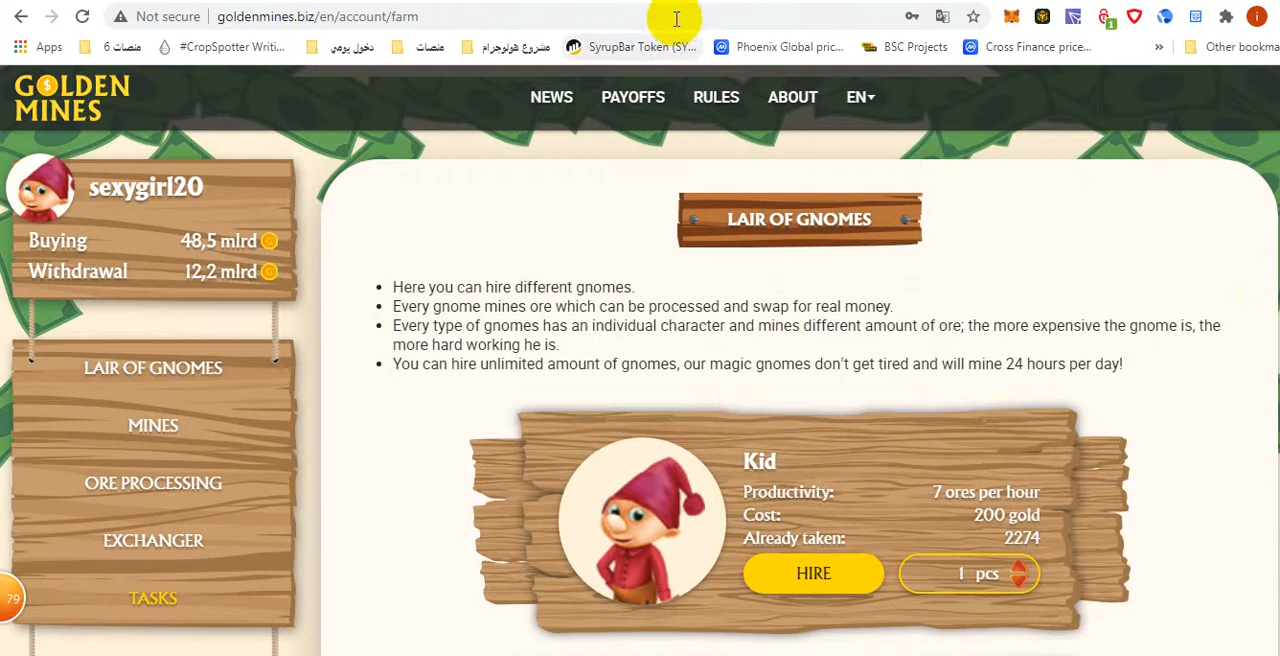 Not secure
goldenmines.biz/en/account/farm
1
i
Apps
منصات 6
#CropSpotter Writi...
دخول يومي
منصات
مشروع هولوجرام
SyrupBar Token (SY...
Phoenix Global pric...
BSC Projects
Cross Finance price...
»
Other bookma
GOLDEN
MINES
NEWS
PAYOFFS
RULES
ABOUT
EN
sexygirl20
Buying 48,5 mlrd
Withdrawal 12,2 mlrd
LAIR OF GNOMES
MINES
ORE PROCESSING
EXCHANGER
TASKS
79
LAIR OF GNOMES
• Here you can hire different gnomes.
• Every gnome mines ore which can be processed and swap for real money.
• Every type of gnomes has an individual character and mines different amount of ore; the more expensive the gnome is, the
more hard working he is.
• You can hire unlimited amount of gnomes, our magic gnomes don't get tired and will mine 24 hours per day!
Kid
Productivity: 7 ores per hour
Cost: 200 gold
Already taken: 2274
HIRE
1 pcs